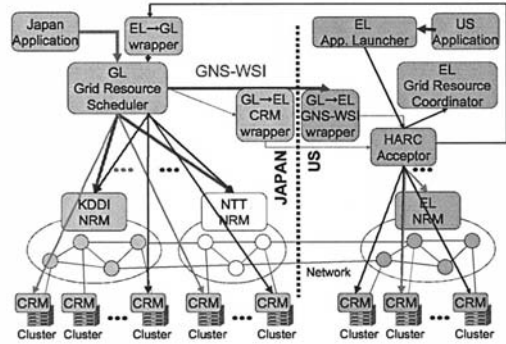 Japan
Application
EL→GL
wrapper
EL
App. Launcher
US
Application
GL
Grid Resource
Scheduler
GNS-WSI
EL
Grid Resource
Coordinator
GL→EL
CRM
wrapper
GL→EL
GNS-WSI
wrapper
HARC
Acceptor
JAPAN
US
KDDI
NRM
NTT
NRM
EL
NRM
Network
CRM
CRM
CRM
CRM
CRM
CRM
CRM
CRM
Cluster
Cluster
Cluster
Cluster
Cluster
Cluster
Cluster
Cluster